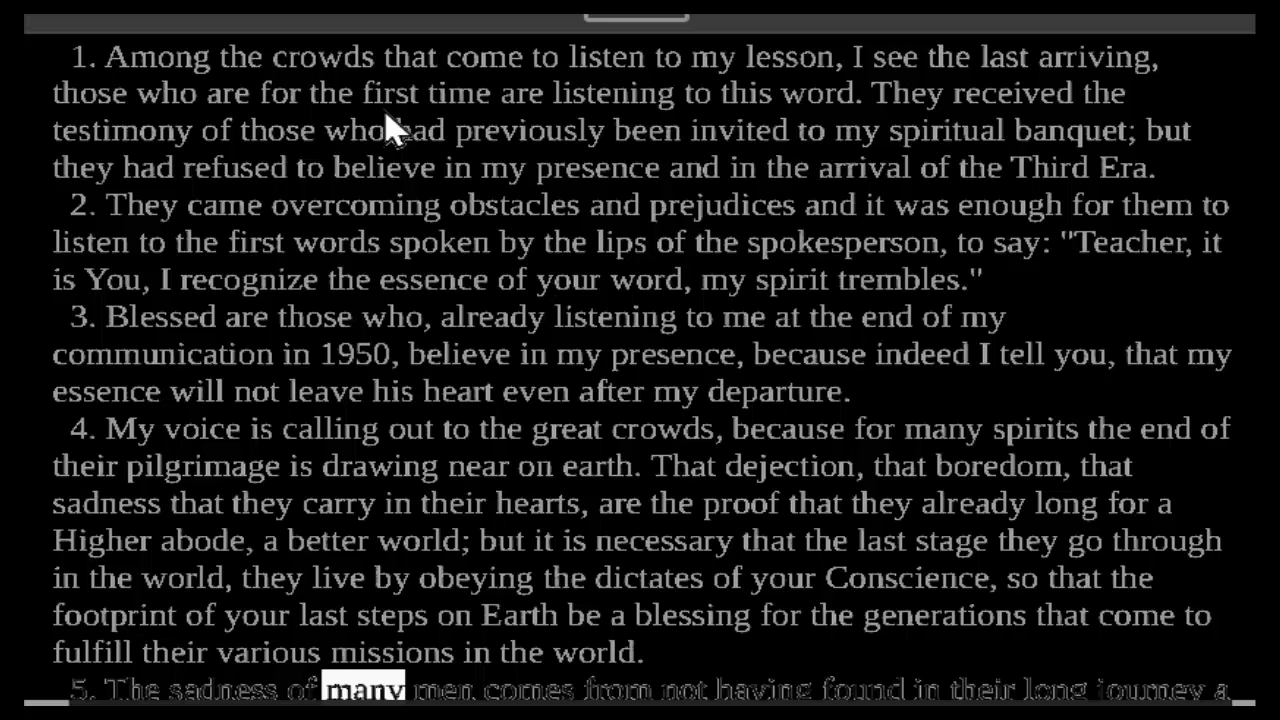 1. Among the crowds that come to listen to my lesson, I see the last arriving,
those who are for the first time are listening to this word. They received the
testimony of those who had previously been invited to my spiritual banquet; but
they had refused to believe in my presence and in the arrival of the Third Era.
2. They came overcoming obstacles and prejudices and it was enough for them to
listen to the first words spoken by the lips of the spokesperson, to say: "Teacher, it
is You, I recognize the essence of your word, my spirit trembles."
3. Blessed are those who, already listening to me at the end of my
communication in 1950, believe in my presence, because indeed I tell you, that my
essence will not leave his heart even after my departure.
4. My voice is calling out to the great crowds, because for many spirits the end of
their pilgrimage is drawing near on earth. That dejection, that boredom, that
sadness that they carry in their hearts, are the proof that they already long for a
Higher abode, a better world; but it is necessary that the last stage they go through
in the world, they live by obeying the dictates of your Conscience, so that the
footprint of your last steps on Earth be a blessing for the generations that come to
fulfill their various missions in the world.
5. The sadness of many men comes from not having found in their long journey a